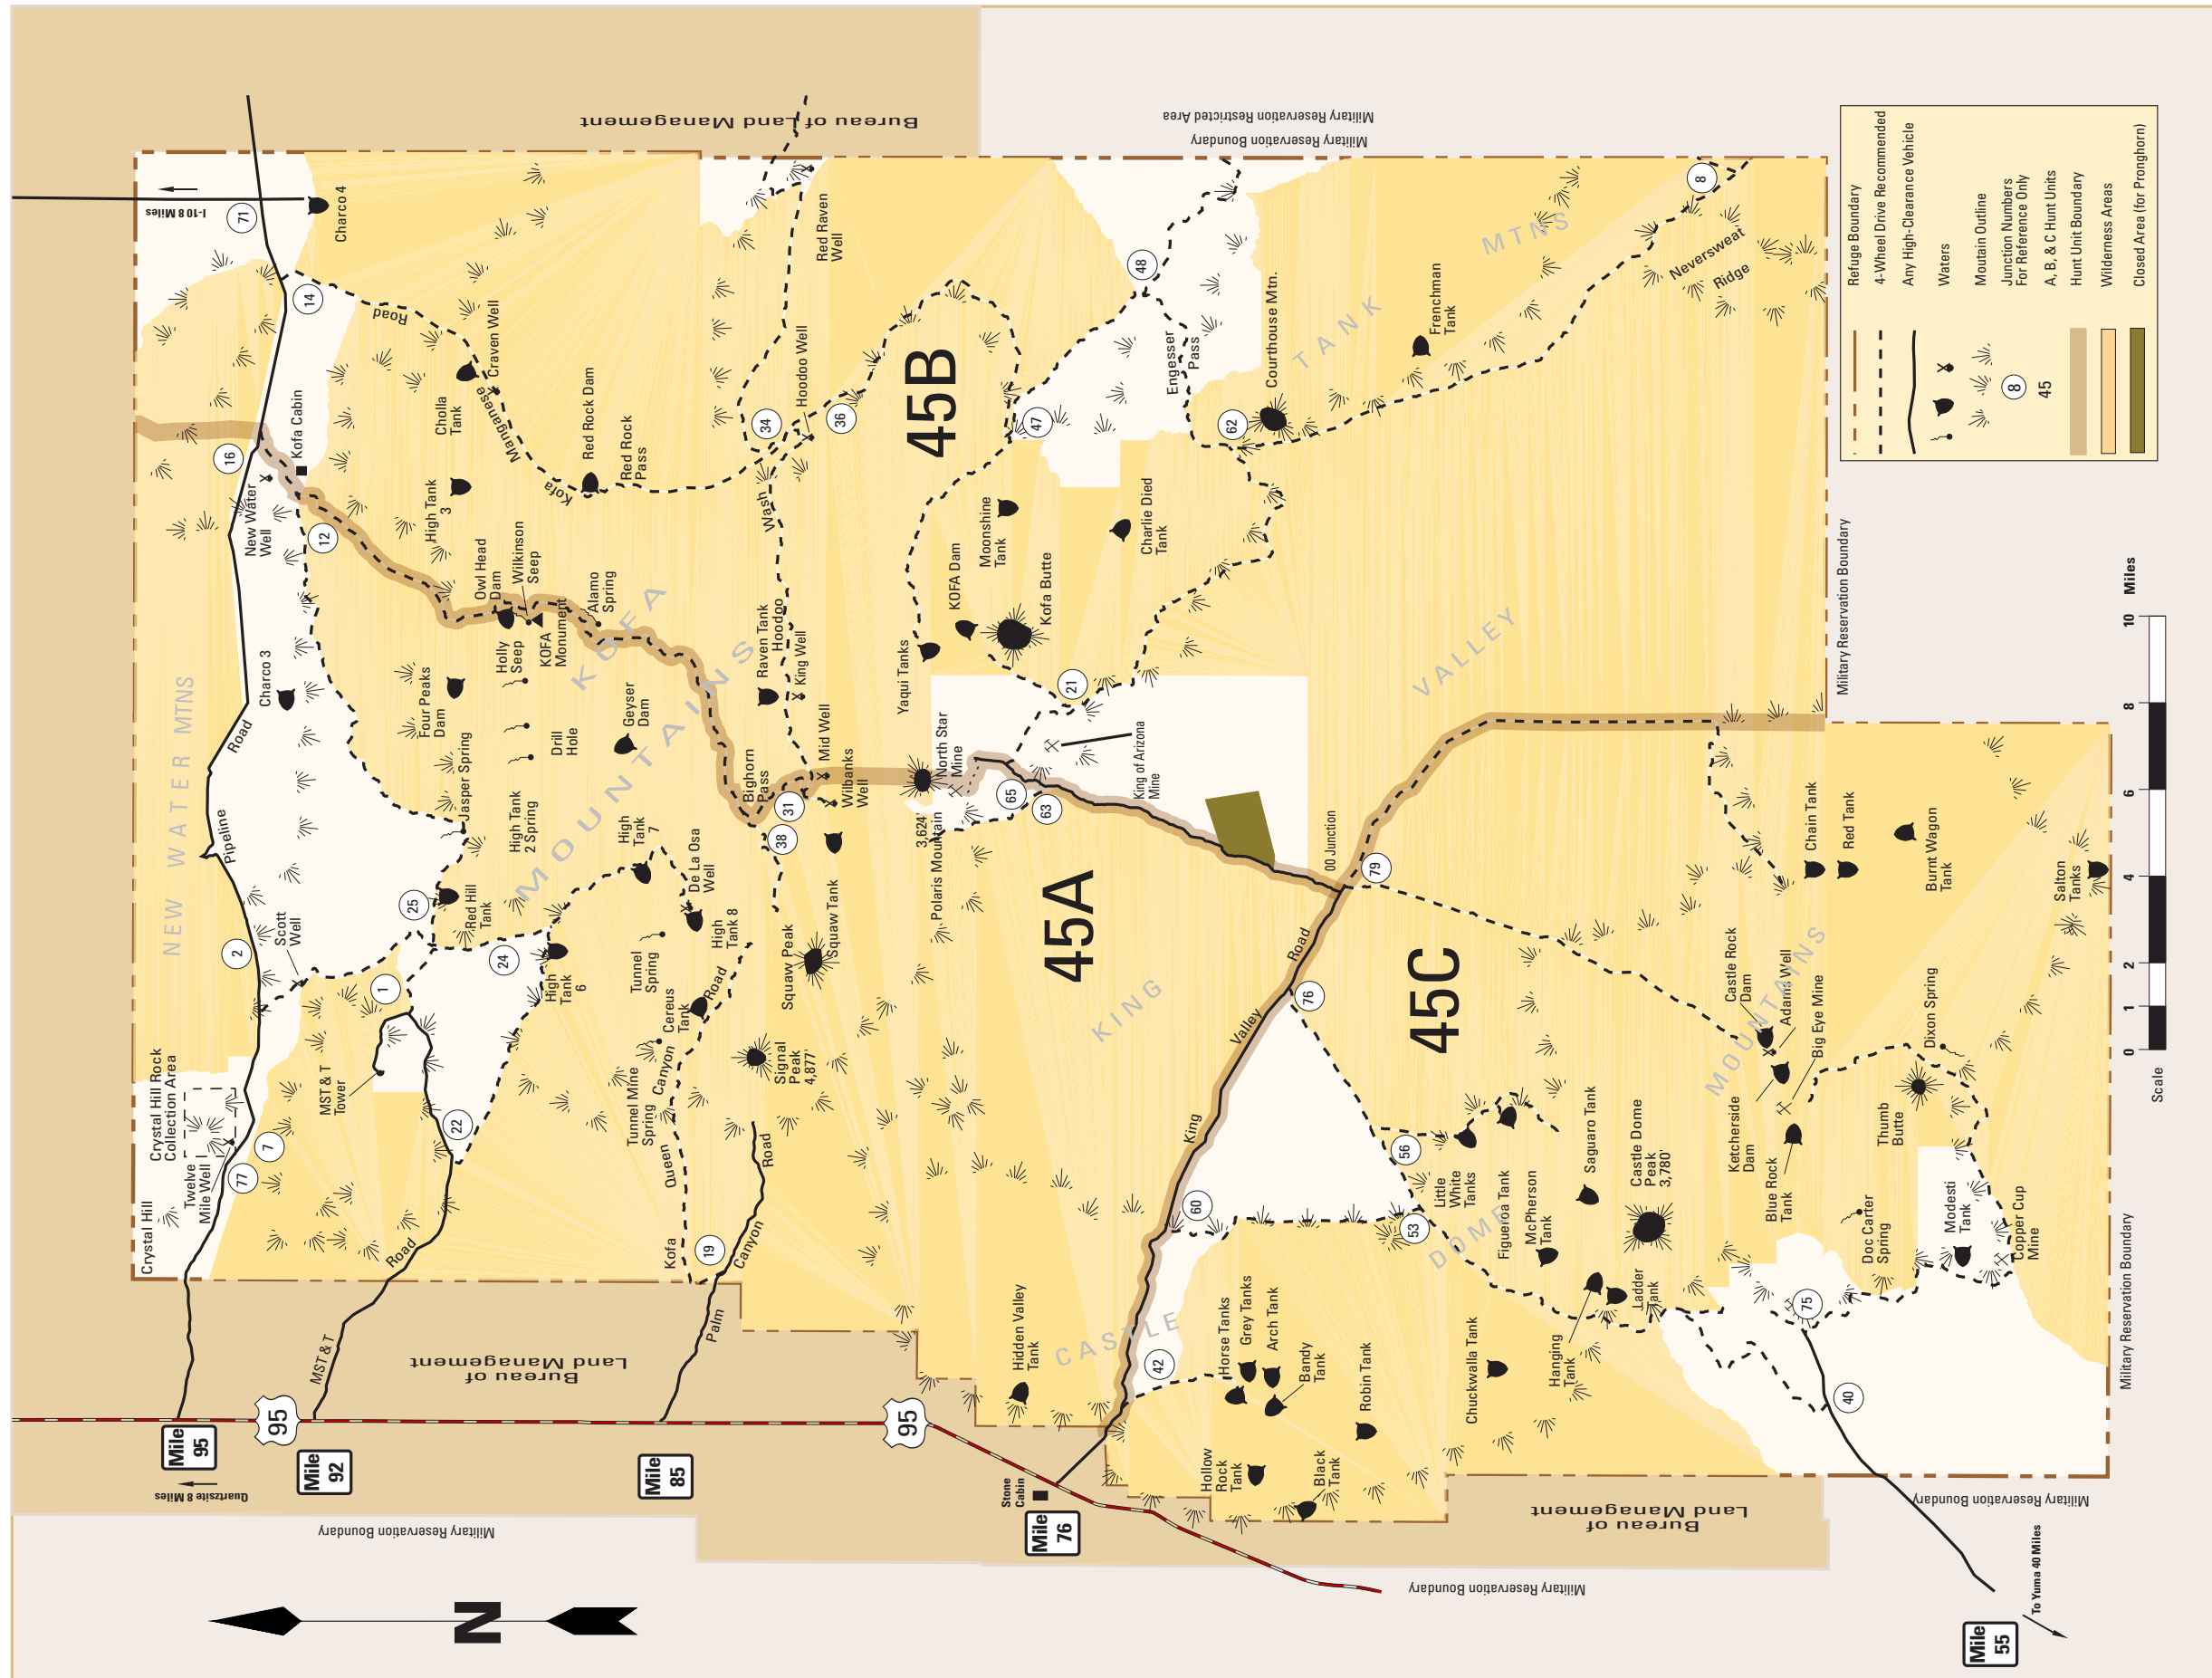 Bureau of Land Management
Military Restricted Area
Military Reservation Boundary
I-10 8 Miles
71
Charco 4
14
Road
Craven Well
Cholla
Tank
Manganese
Kofa
Red Rock Dam
Red Rock
Pass
Red Raven
Well
Hoodoo Well
34
36
45B
47
48
Engesser
Pass
Courthouse Mtn.
62
TANK
MTNS
Frenchman
Tank
8
Neversweat
Ridge
16
Kofa Cabin
New Water
Well
12
High Tank
3
Owl Head
Dam
Wilkinson
Seep
Alamo
Spring
Holly
Seep
KOFA
Monument
Wash
Raven Tank
Hoodoo
King Well
KOFA Dam
Moonshine
Tank
Kofa Butte
Charlie Died
Tank
Yaqui Tanks
21
VALLEY
Military Reservation Boundary
NEW WATER MTNS
Charco 3
Road
Pipeline
Four Peaks
Dam
Jasper Spring
Drill
Hole
Geyser
Dam
KOFA
MOUNTAINS
High Tank
2 Spring
High
Tank
7
De La Osa
Well
Bighorn
Pass
31
38
Mid Well
Wilbanks
Well
North Star
Mine
3,624'
Polaris Mountain
65
63
King of Arizona
Mine
00 Junction
79
45A
2
Scott
Well
25
Red Hill
Tank
1
24
High
Tank
6
Tunnel
Spring
High
Tank 8
Cereus
Tank
Road
Canyon
Queen
Kofa
Squaw Peak
Squaw Tank
Signal
Peak
4,877'
Tunnel Mine
Spring
KING
Road
Valley
King
76
45C
Chain Tank
Red Tank
Burnt Wagon
Tank
Salton
Tanks
Castle Rock
Dam
Adams Well
Big Eye Mine
Dixon Spring
MOUNTAINS
Ketcherside
Dam
Blue Rock
Tank
Thumb
Butte
Crystal Hill Rock
Collection Area
Twelve
Mile Well
Crystal Hill
7
77
MST & T
Tower
22
Road
MST & T
19
Road
Canyon
Palm
60
56
53
Little
White
Tanks
Figueroa Tank
McPherson
Tank
Saguaro Tank
Castle Dome
Peak
3,780'
DOME
CASTLE
Doc Carter
Spring
Modesti
Tank
Copper Cup
Mine
Ladder
Tank
Hanging
Tank
75
40
Hidden Valley
Tank
42
Horse Tanks
Grey Tanks
Arch Tank
Bandy
Tank
Robin Tank
Chuckwalla Tank
Hollow
Rock
Tank
Black
Tank
Bureau of
Land Management
Bureau of
Land Management
Mile
95
95
Mile
92
Mile
85
95
Stone
Cabin
Mile
76
Mile
55
To Yuma 40 Miles
Quartzsite 8 Miles
Military Reservation Boundary
Military Reservation Boundary
Military Reservation Boundary
Military Reservation Boundary
N
Refuge Boundary
4-Wheel Drive Recommended
Any High-Clearance Vehicle
Waters
Moutain Outline
8
Junction Numbers
For Reference Only
45
A, B, & C Hunt Units
Hunt Unit Boundary
Wilderness Areas
Closed Area (for Pronghorn)
Scale
0 1 2 4 6 8 10 Miles